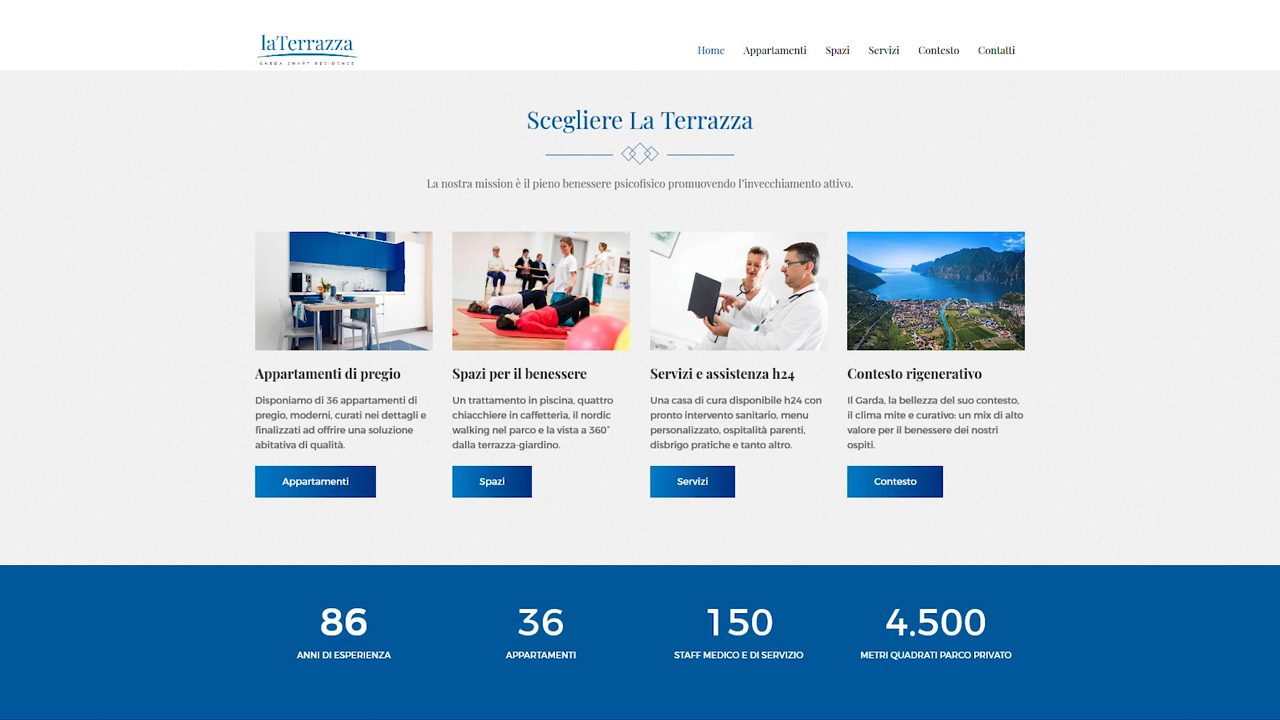 laTerrazza
GARDA SMART RESIDENCE
Home Appartamenti Spazi Servizi Contesto Contatti
Scegliere La Terrazza
La nostra mission è il pieno benessere psicofisico promuovendo l'invecchiamento attivo.
Appartamenti di pregio
Disponiamo di 36 appartamenti di
pregio, moderni, curati nei dettagli e
finalizzati ad offrire una soluzione
abitativa di qualità.
Appartamenti
Spazi per il benessere
Un trattamento in piscina, quattro
chiacchiere in caffetteria, il nordic
walking nel parco e la vista a 360°
dalla terrazza-giardino.
Spazi
Servizi e assistenza h24
Una casa di cura disponibile h24 con
pronto intervento sanitario, menu
personalizzato, ospitalità parenti,
disbrigo pratiche e tanto altro.
Servizi
Contesto rigenerativo
Il Garda, la bellezza del suo contesto,
il clima mite e curativo: un mix di alto
valore per il benessere dei nostri
ospiti.
Contesto
86
ANNI DI ESPERIENZA
36
APPARTAMENTI
150
STAFF MEDICO E DI SERVIZIO
4.500
METRI QUADRATI PARCO PRIVATO